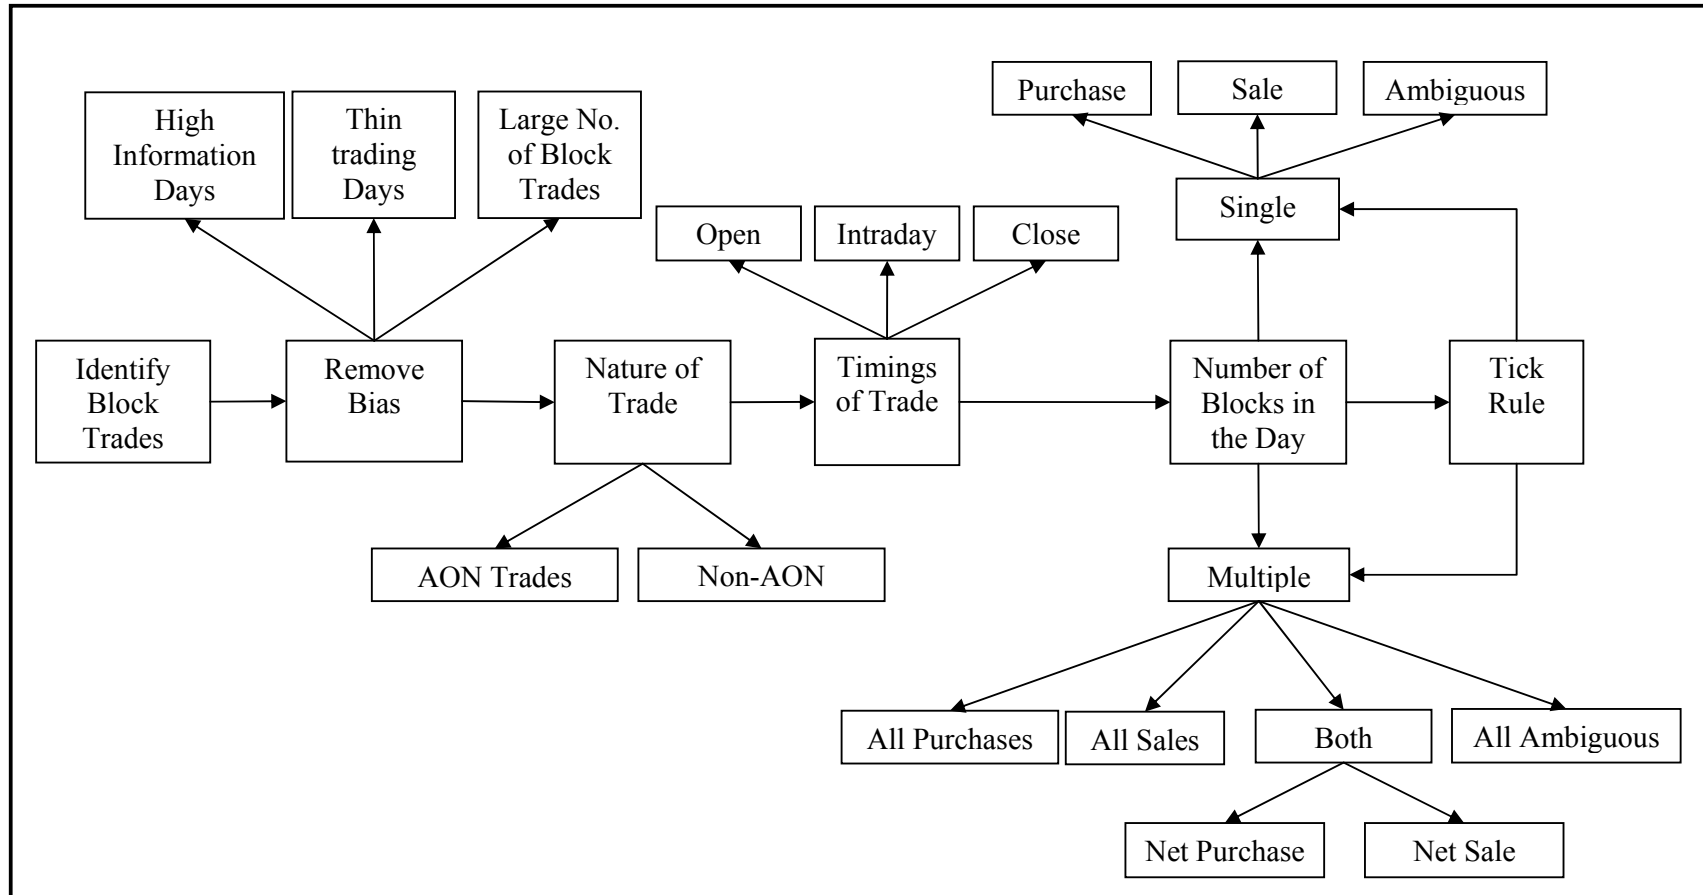 Purchase
Sale
Ambiguous
High
Information
Days
Thin
trading
Days
Large No.
of Block
Trades
Single
Open
Intraday
Close
Identify
Block
Trades
Remove
Bias
Nature of
Trade
Timings
of Trade
Number of
Blocks in
the Day
Tick
Rule
AON Trades
Non-AON
Multiple
All Purchases
All Sales
Both
All Ambiguous
Net Purchase
Net Sale